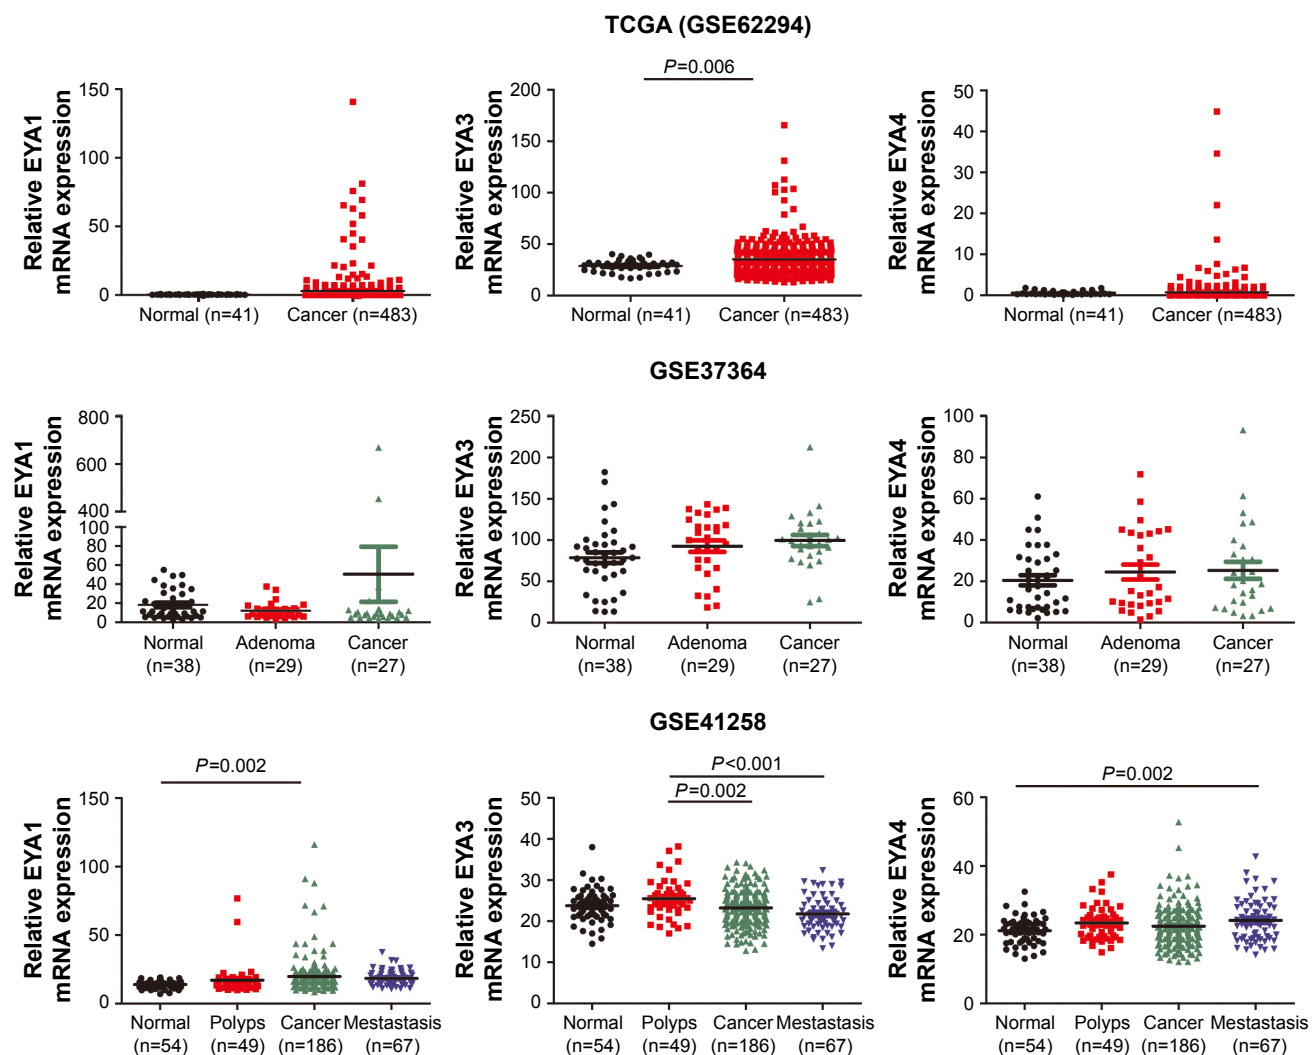 TCGA (GSE62294)
Relative EYA1
mRNA expression
150
100
50
0
Normal (n=41)
Cancer (n=483)
P=0.006
Relative EYA3
mRNA expression
200
150
100
50
0
Normal (n=41)
Cancer (n=483)
Relative EYA4
mRNA expression
50
40
30
20
10
0
Normal (n=41)
Cancer (n=483)
GSE37364
Relative EYA1
mRNA expression
800
600
400
100
80
60
40
20
0
Normal
(n=38)
Adenoma
(n=29)
Cancer
(n=27)
Relative EYA3
mRNA expression
250
200
150
100
50
0
Normal
(n=38)
Adenoma
(n=29)
Cancer
(n=27)
Relative EYA4
mRNA expression
100
80
60
40
20
0
Normal
(n=38)
Adenoma
(n=29)
Cancer
(n=27)
GSE41258
P=0.002
Relative EYA1
mRNA expression
150
100
50
0
Normal
(n=54)
Polyps
(n=49)
Cancer
(n=186)
Mestastasis
(n=67)
P<0.001
P=0.002
Relative EYA3
mRNA expression
50
40
30
20
10
0
Normal
(n=54)
Polyps
(n=49)
Cancer
(n=186)
Mestastasis
(n=67)
P=0.002
Relative EYA4
mRNA expression
60
40
20
0
Normal
(n=54)
Polyps
(n=49)
Cancer
(n=186)
Mestastasis
(n=67)